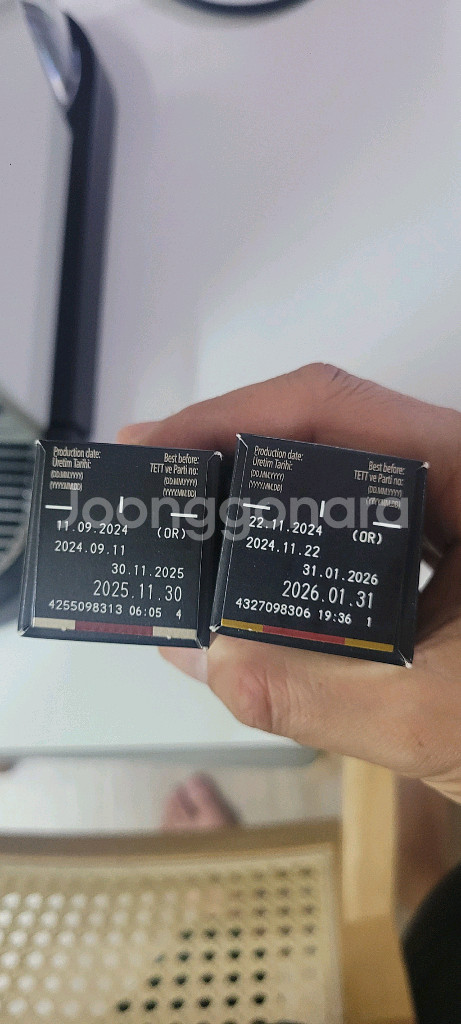 Production date:
Üretim Tarihi:
(DD.MM.YYYY)
(YYYY.MM.DD)
Best before:
TETT ve Parti no:
(DD.MM.YYYY)
(YYYY.MM.DD)
11.09.2024 (OR)
2024.09.11
30.11.2025
2025.11.30
4255098313 06:05 4
Production date:
Üretim Tarihi:
(DD.MM.YYYY)
(YYYY.MM.DD)
Best before:
TETT ve Parti no:
(DD.MM.YYYY)
(YYYY.MM.DD)
22.11.2024 (OR)
2024.11.22
31.01.2026
2026.01.31
4327098306 19:36 1
Joonggonara